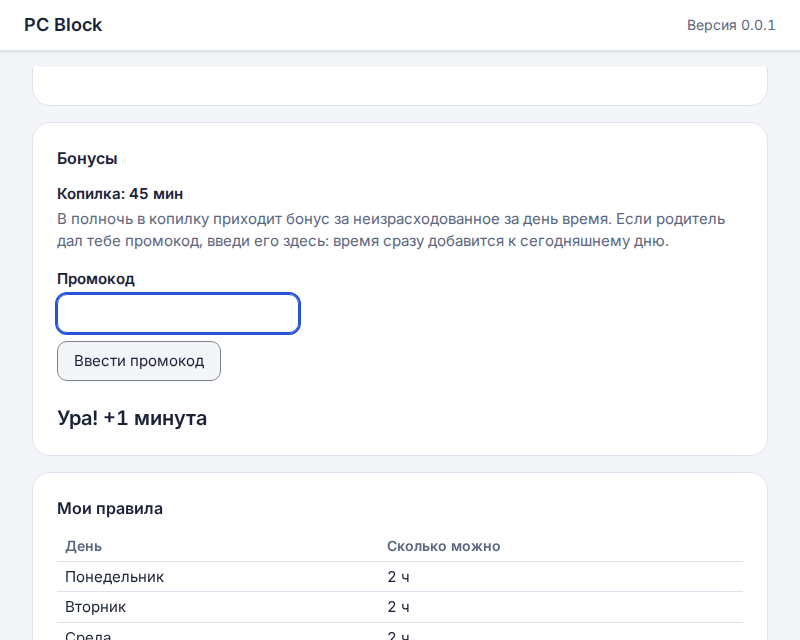 PC Block
Версия 0.0.1
Бонусы
Копилка: 45 мин
В полночь в копилку приходит бонус за неизрасходованное за день время. Если родитель
дал тебе промокод, введи его здесь: время сразу добавится к сегодняшнему дню.
Промокод
Ввести промокод
Ура! +1 минута
Мои правила
День Сколько можно
Понедельник 2 ч
Вторник 2 ч
Среда 2 ч